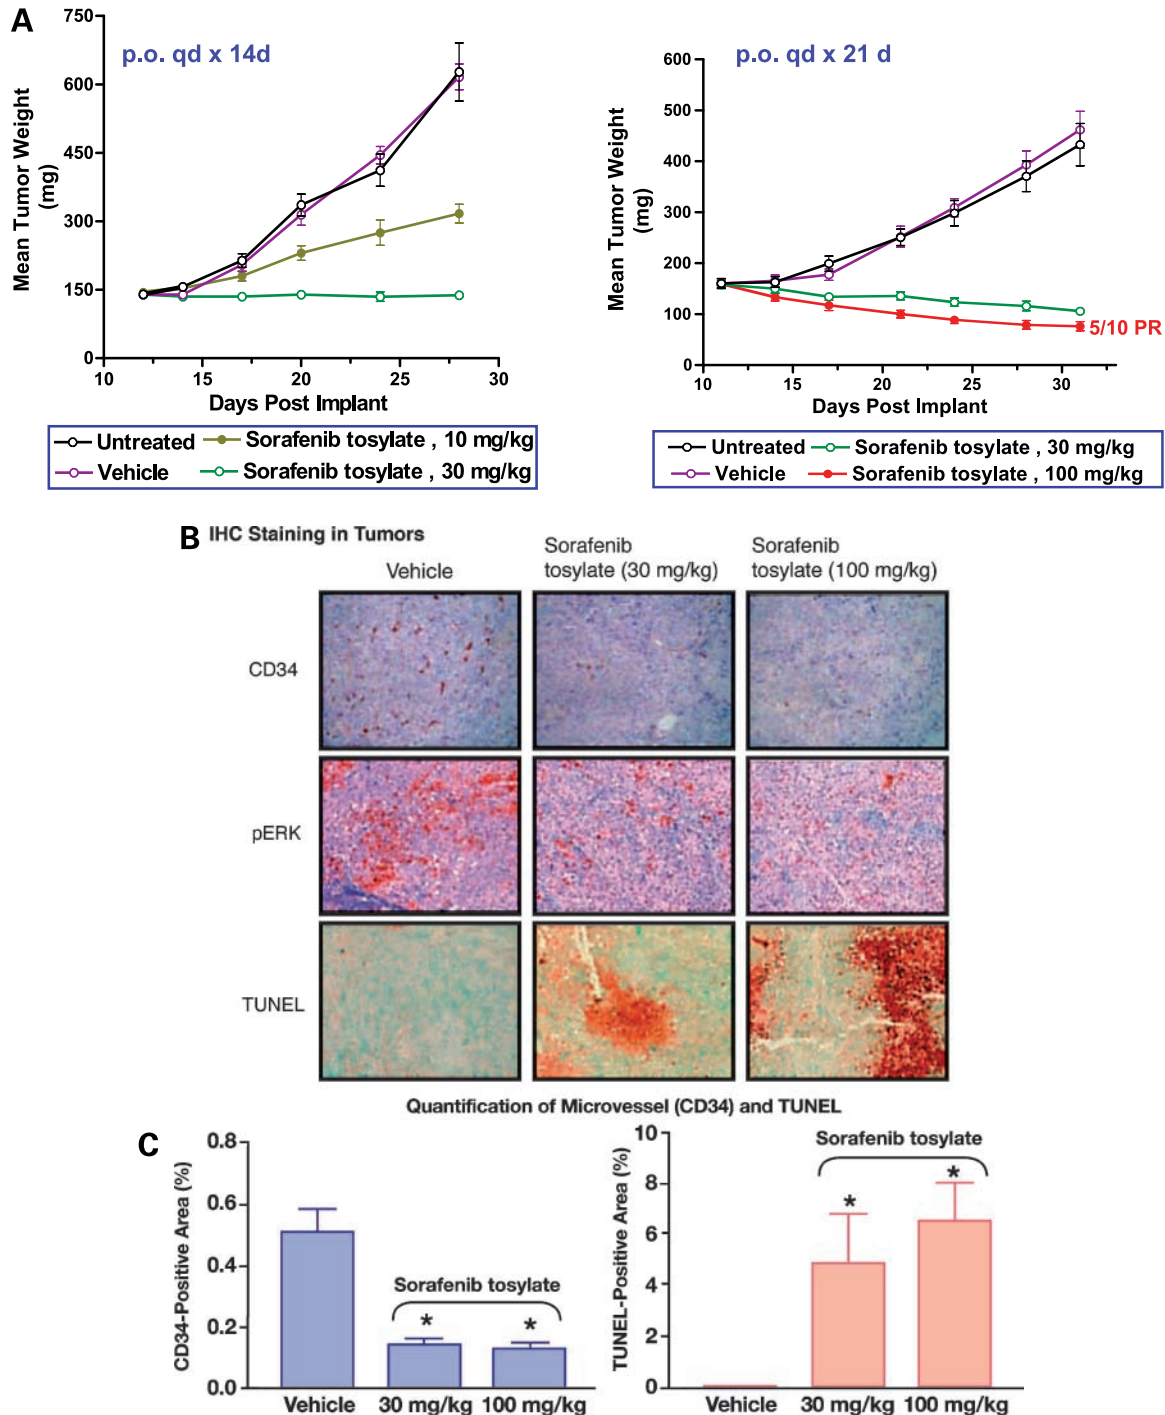 A
p.o. qd x 14d
Mean Tumor Weight
(mg)
750
600
450
300
150
0
10
15
20
25
30
Days Post Implant
Untreated
Sorafenib tosylate , 10 mg/kg
Vehicle
Sorafenib tosylate , 30 mg/kg
p.o. qd x 21 d
Mean Tumor Weight
(mg)
600
500
400
300
200
100
0
5/10 PR
10
15
20
25
30
Days Post Implant
Untreated
Sorafenib tosylate , 30 mg/kg
Vehicle
Sorafenib tosylate , 100 mg/kg
B
IHC Staining in Tumors
Vehicle
Sorafenib
tosylate (30 mg/kg)
Sorafenib
tosylate (100 mg/kg)
CD34
pERK
TUNEL
Quantification of Microvessel (CD34) and TUNEL
C
CD34-Positive Area (%)
0.8
0.6
0.4
0.2
0.0
Sorafenib tosylate
*
*
Vehicle
30 mg/kg
100 mg/kg
TUNEL-Positive Area (%)
10
8
6
4
2
0
Sorafenib tosylate
*
*
Vehicle
30 mg/kg
100 mg/kg